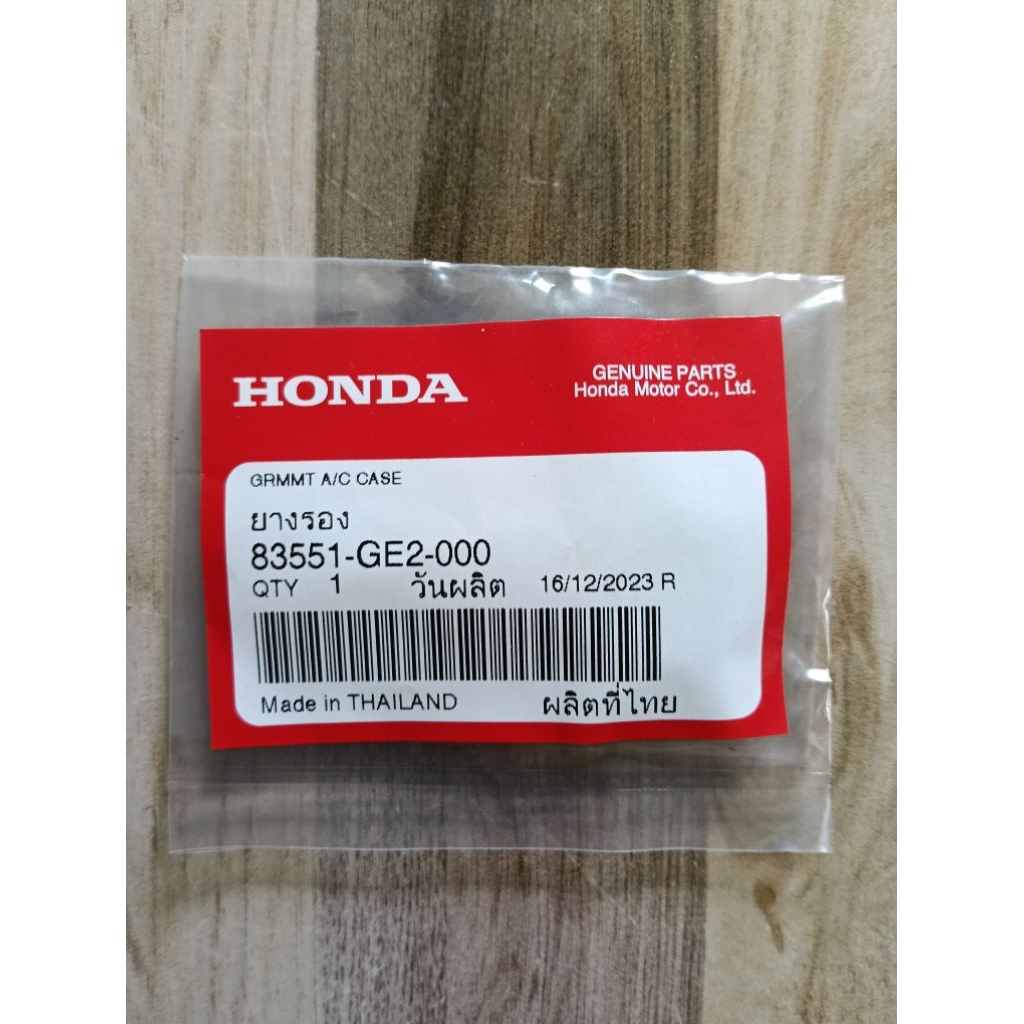 HONDA
GENUINE PARTS
Honda Motor Co., Ltd.
GRMMT A/C CASE
ยางรอง
83551-GE2-000
QTY 1 วันผลิต 16/12/2023 R
Made in THAILAND ผลิตที่ไทย